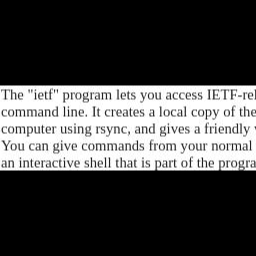 The "ietf" program lets you access IETF-rel
command line. It creates a local copy of the
computer using rsync, and gives a friendly
You can give commands from your normal
an interactive shell that is part of the progra